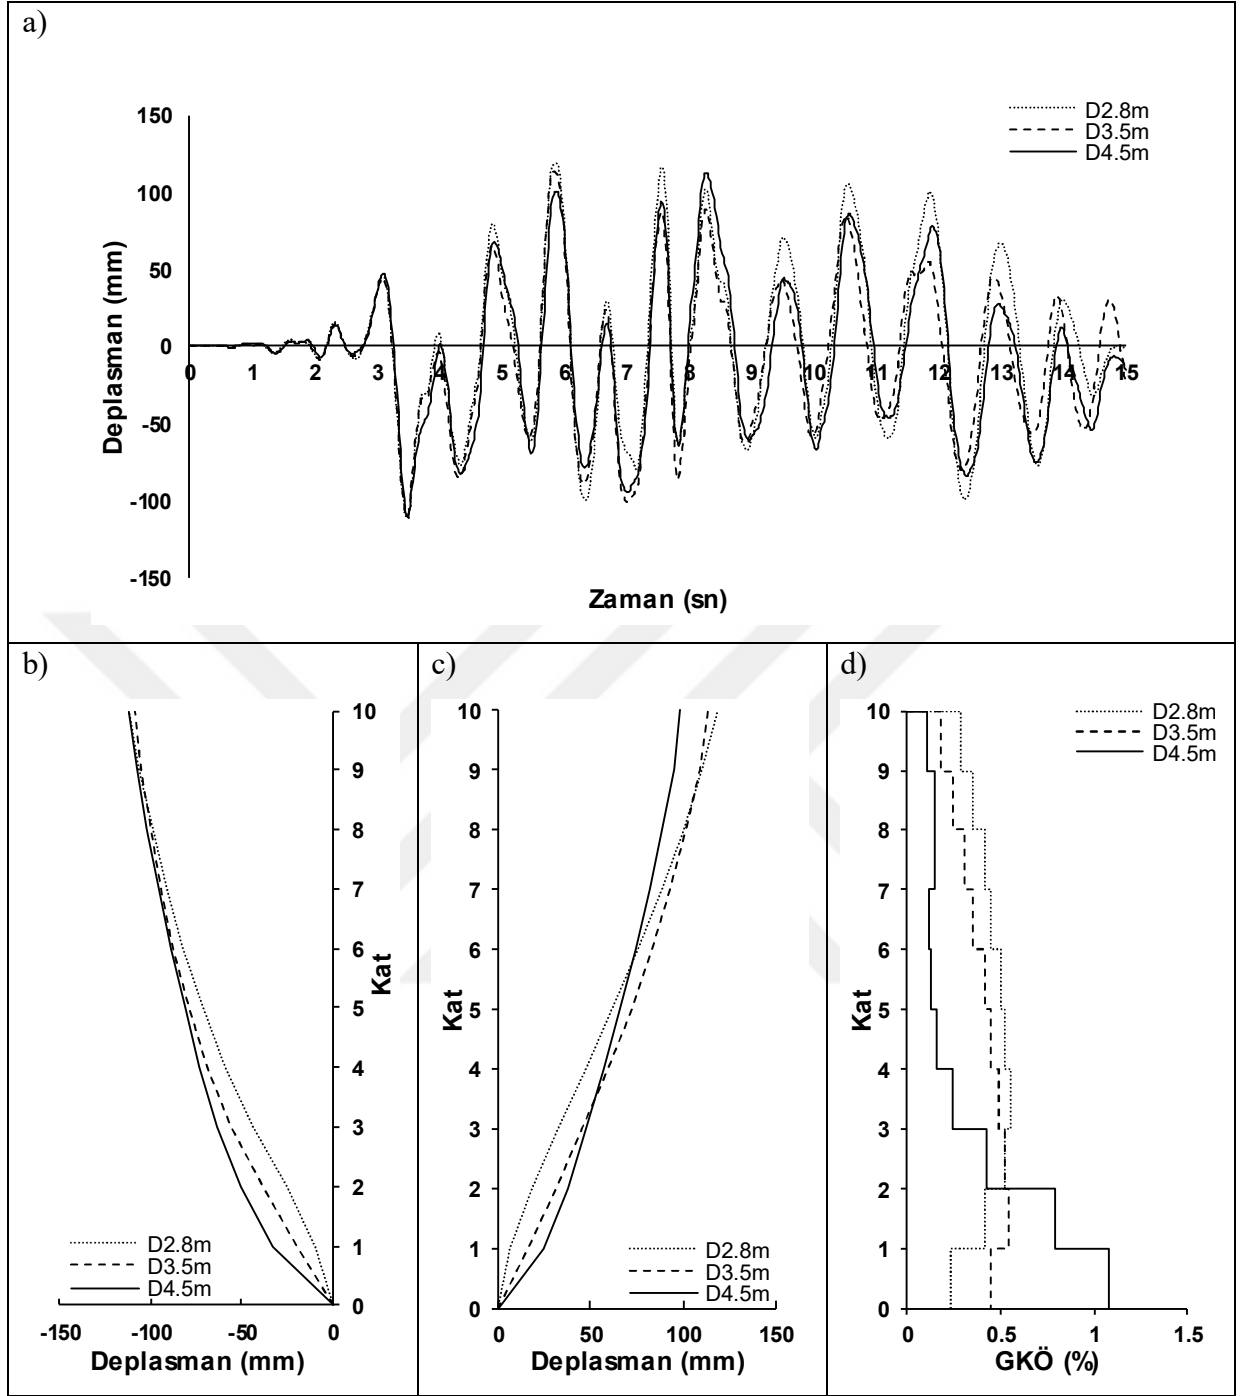 a)
150
100
50
0
-50
-100
-150
Deplasman (mm)
0 1 2 3 4 5 6 7 8 9 10 11 12 13 14 15
Zaman (sn)
D2.8m
D3.5m
D4.5m
b)
10
9
8
7
6
5
4
3
2
1
0
Kat
D2.8m
D3.5m
D4.5m
-150 -100 -50 0
Deplasman (mm)
c)
10
9
8
7
6
5
4
3
2
1
0
Kat
D2.8m
D3.5m
D4.5m
0 50 100 150
Deplasman (mm)
d)
10
9
8
7
6
5
4
3
2
1
0
Kat
D2.8m
D3.5m
D4.5m
0 0.5 1 1.5
GKÖ (%)